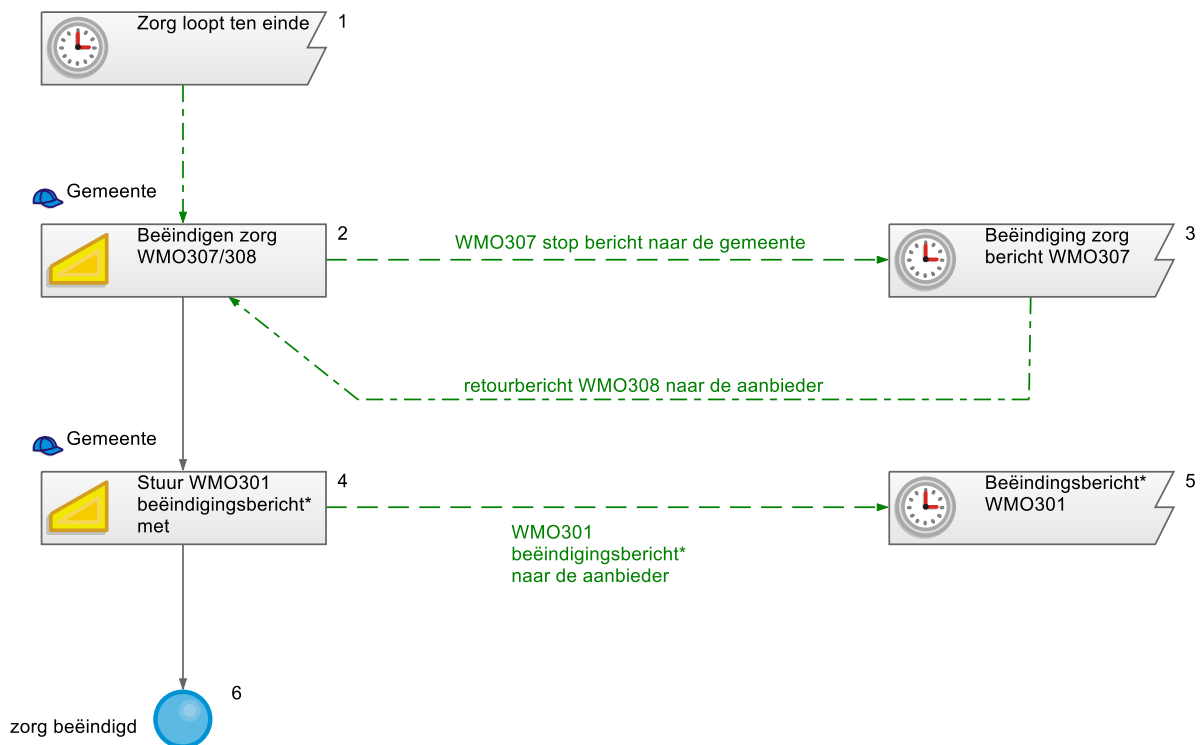 Zorg loopt ten einde
1
Gemeente
Beëindigen zorg
WMO307/308
2
WMO307 stop bericht naar de gemeente
Beëindiging zorg
bericht WMO307
3
retourbericht WMO308 naar de aanbieder
Gemeente
Stuur WMO301
beëindigingsbericht*
met
4
WMO301
beëindigingsbericht*
naar de aanbieder
Beëindingsbericht*
WMO301
5
6
zorg beëindigd